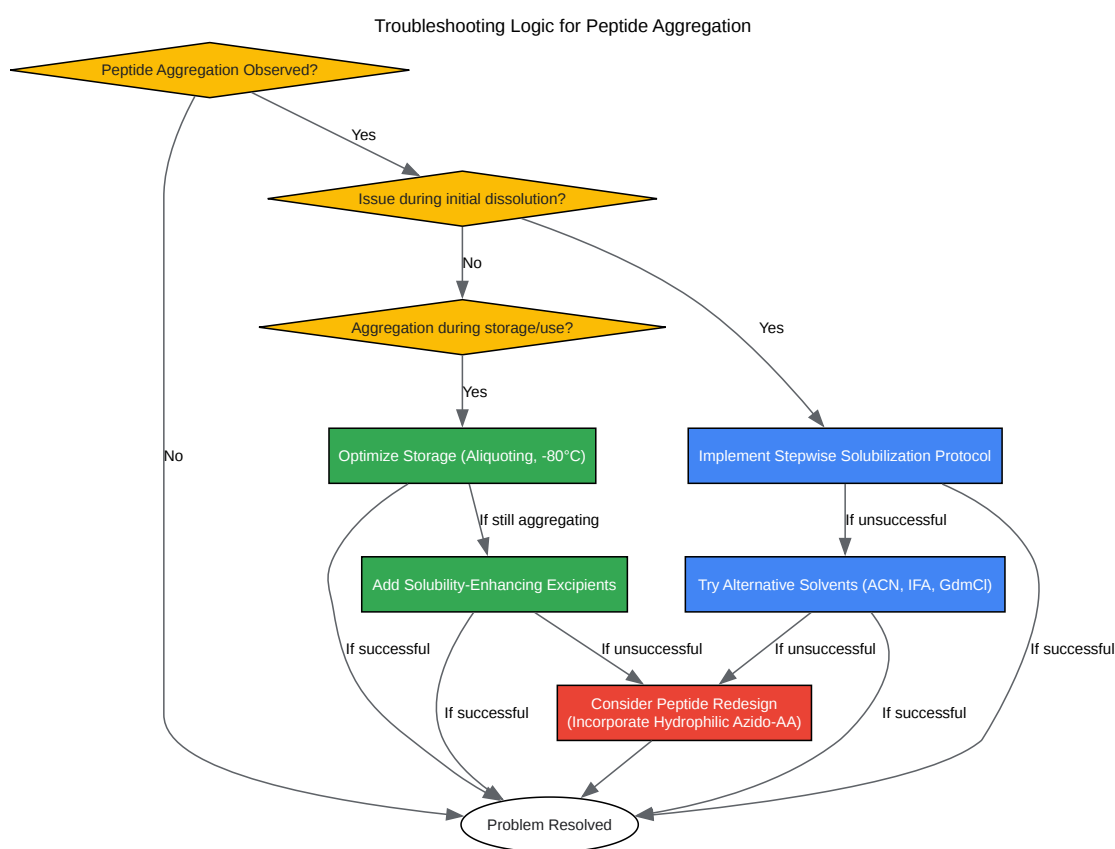 Troubleshooting Logic for Peptide Aggregation
Peptide Aggregation Observed?
Yes
Issue during initial dissolution?
No
Yes
Aggregation during storage/use?
Yes
No
Optimize Storage (Aliquoting, -80°C)
Implement Stepwise Solubilization Protocol
If still aggregating
If unsuccessful
Add Solubility-Enhancing Excipients
Try Alternative Solvents (ACN, IFA, GdmCl)
If successful
If unsuccessful
If unsuccessful
If successful
Consider Peptide Redesign
(Incorporate Hydrophilic Azido-AA)
If successful
If successful
Problem Resolved